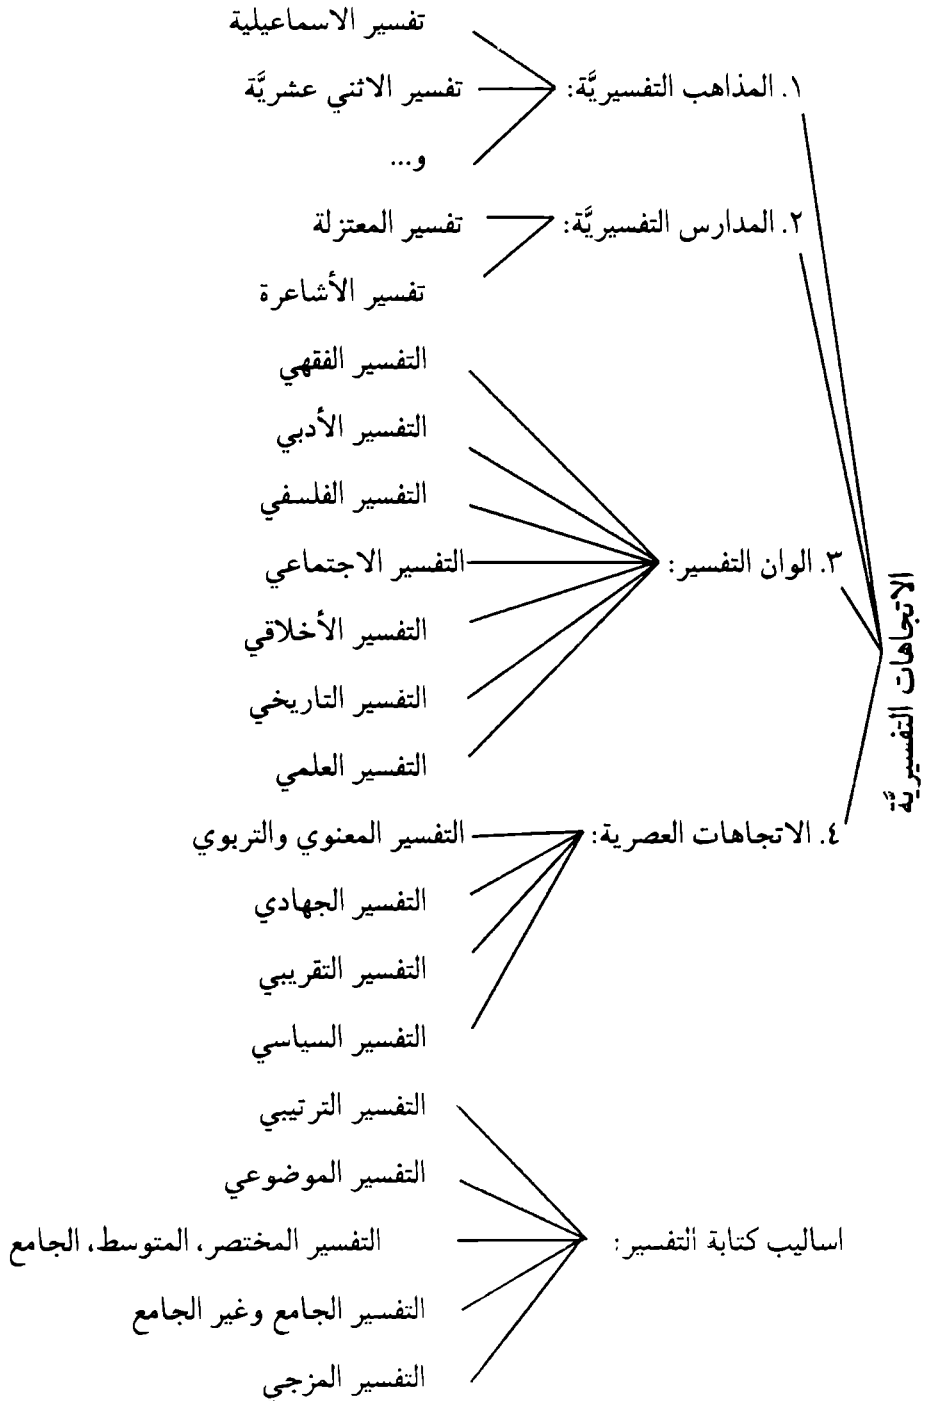 تفسير الاسماعيلية
١. المذاهب التفسيريَّة: تفسير الاثني عشريَّة
و...
٢. المدارس التفسيريَّة: تفسير المعتزلة
تفسير الأشاعرة
التفسير الفقهي
التفسير الأدبي
التفسير الفلسفي
٣. الوان التفسير: التفسير الاجتماعي
الاتجاهات التفسيريَّة
التفسير الأخلاقي
التفسير التاريخي
التفسير العلمي
٤. الاتجاهات العصرية: التفسير المعنوي والتربوي
التفسير الجهادي
التفسير التقريبي
التفسير السياسي
التفسير الترتيبي
التفسير الموضوعي
اساليب كتابة التفسير: التفسير المختصر، المتوسط، الجامع
التفسير الجامع وغير الجامع
التفسير المزجي